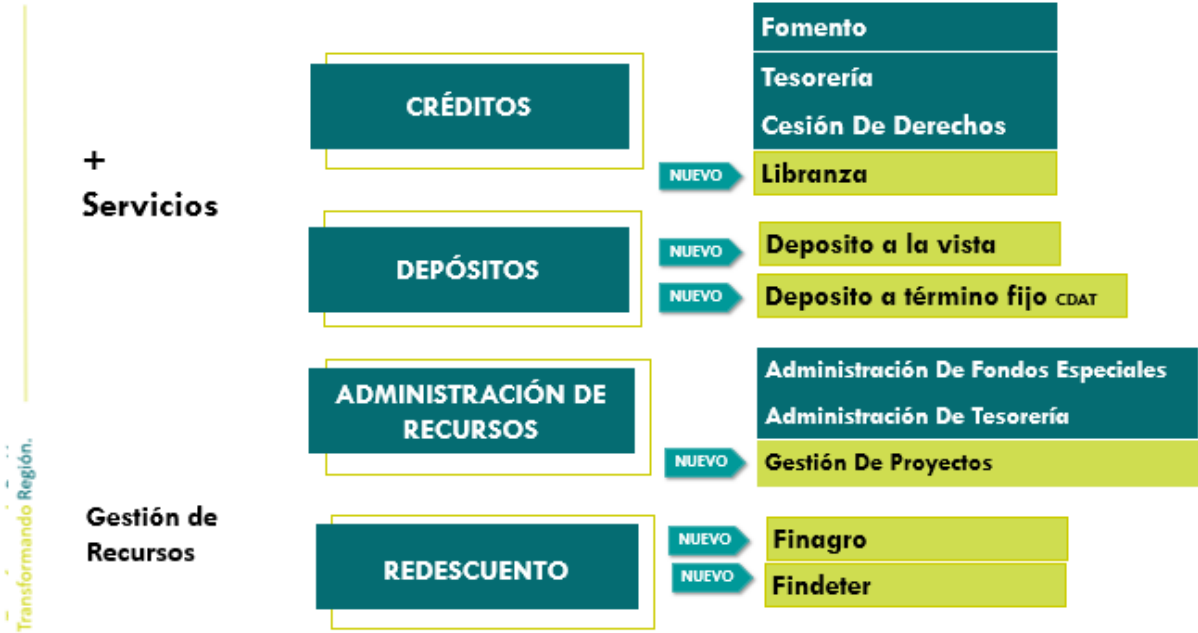 +
Servicios
CRÉDITOS
Fomento
Tesorería
Cesión De Derechos
NUEVO
Libranza
DEPÓSITOS
NUEVO
Deposito a la vista
NUEVO
Deposito a término fijo CDAT
ADMINISTRACIÓN DE
RECURSOS
Administración De Fondos Especiales
Administración De Tesorería
NUEVO
Gestión De Proyectos
Gestión de
Recursos
REDESCUENTO
NUEVO
Finagro
NUEVO
Findeter
Transformando Región.